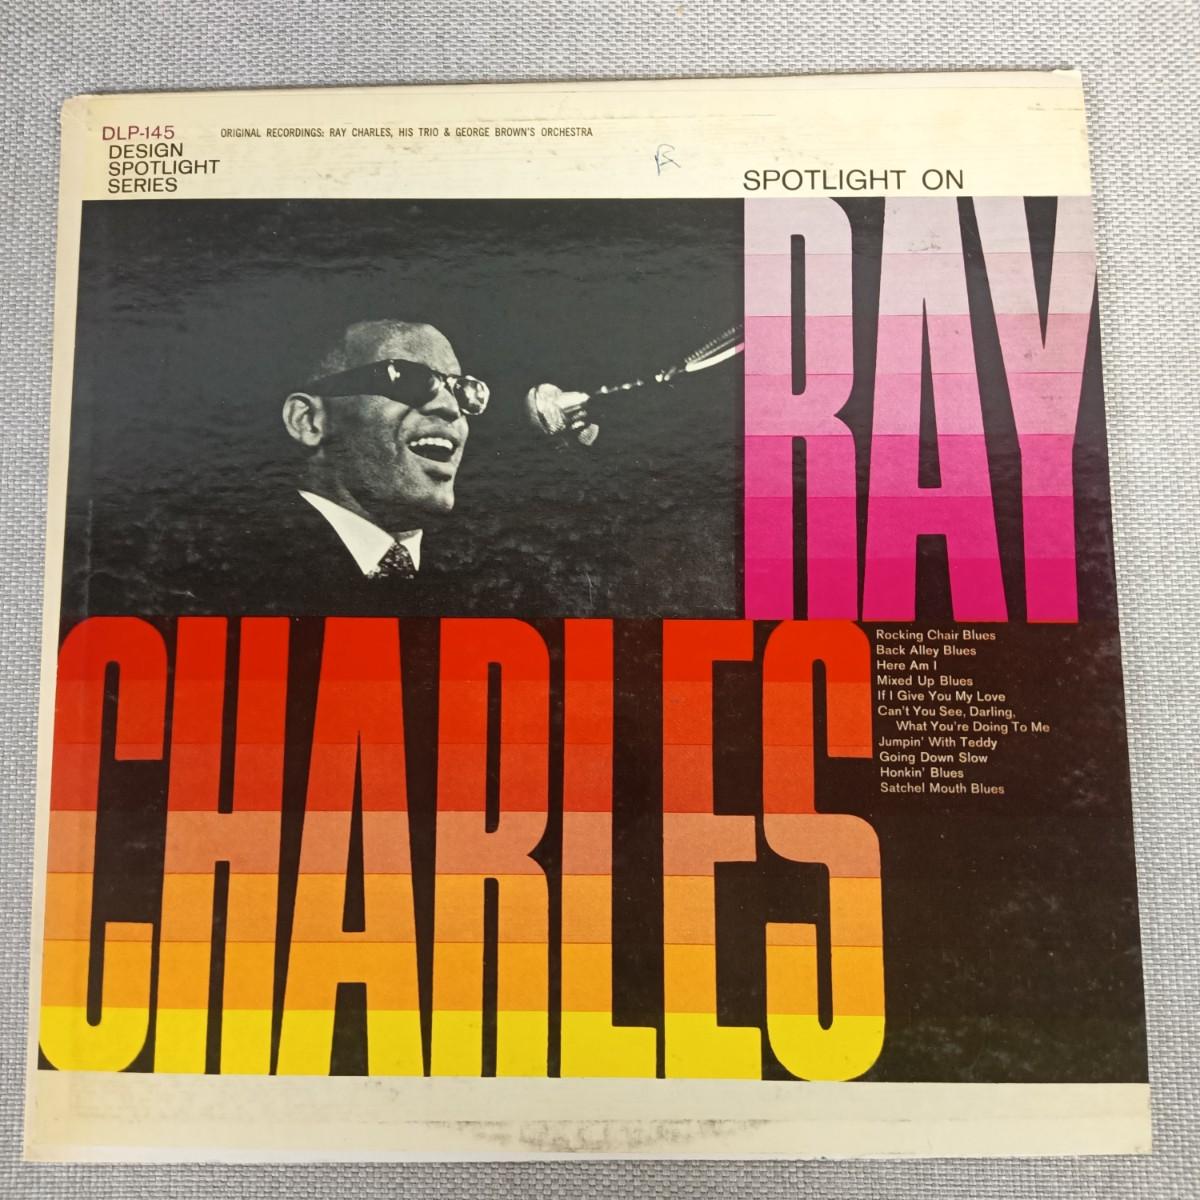 DLP-145
DESIGN
SPOTLIGHT
SERIES
ORIGINAL RECORDINGS: RAY CHARLES, HIS TRIO & GEORGE BROWN'S ORCHESTRA
SPOTLIGHT ON
RAY
CHARLES
Rocking Chair Blues
Back Alley Blues
Here Am I
Mixed Up Blues
If I Give You My Love
Can't You See, Darling,
What You're Doing To Me
Jumpin' With Teddy
Going Down Slow
Honkin' Blues
Satchel Mouth Blues